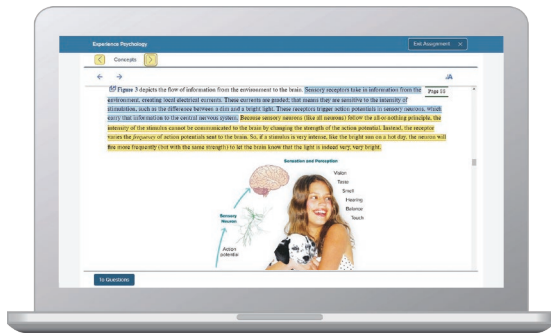 Experience Psychology
Exit Assignment X
Concepts
AA
Figure 3 depicts the flow of information from the environment to the brain. Sensory receptors take in information from the
Page 93
environment, creating local electrical currents. These currents are graded; that means they are sensitive to the intensity of
stimulation, such as the difference between a dim and a bright light. These receptors trigger action potentials in sensory neurons, which
carry that information to the central nervous system. Because sensory neurons (like all neurons) follow the all-or-nothing principle, the
intensity of the stimulus cannot be communicated to the brain by changing the strength of the action potential. Instead, the receptor
varies the frequency of action potentials sent to the brain. So, if a stimulus is very intense, like the bright sun on a hot day, the neuron will
fire more frequently (but with the same strength) to let the brain know that the light is indeed very, very bright.
Sensation and Perception
Vision
Taste
Smell
Hearing
Balance
Touch
Sensory
Neuron
Action
potential
To Questions